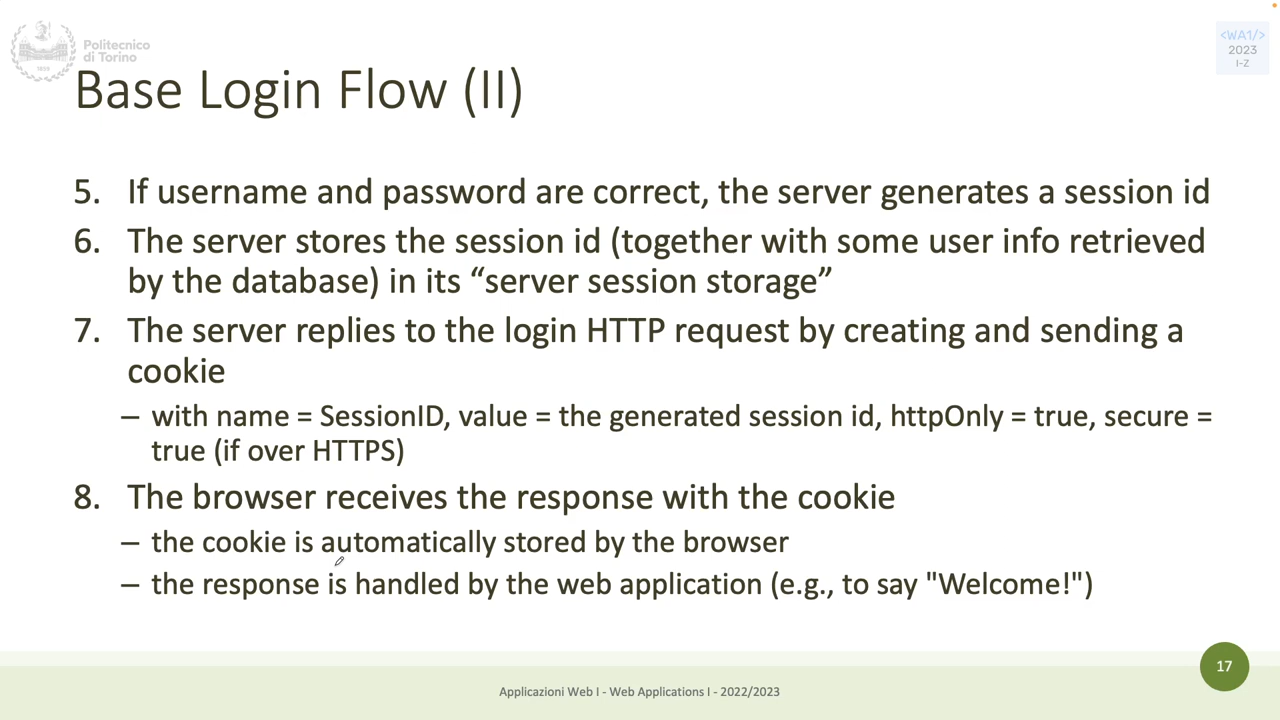 Politecnico
di Torino
<WA1/>
2023
I-Z
Base Login Flow (II)
5. If username and password are correct, the server generates a session id
6. The server stores the session id (together with some user info retrieved
by the database) in its “server session storage”
7. The server replies to the login HTTP request by creating and sending a
cookie
– with name = SessionID, value = the generated session id, httpOnly = true, secure =
true (if over HTTPS)
8. The browser receives the response with the cookie
– the cookie is automatically stored by the browser
– the response is handled by the web application (e.g., to say "Welcome!")
17
Applicazioni Web I - Web Applications I - 2022/2023